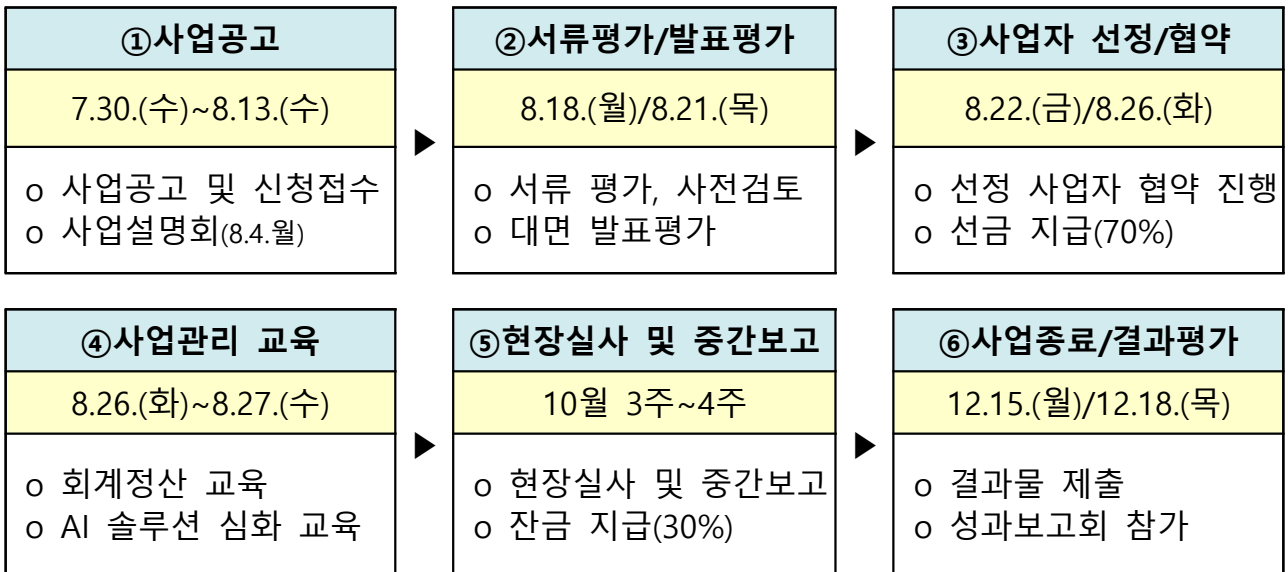 ①사업공고
7.30.(수)~8.13.(수)
o 사업공고 및 신청접수
o 사업설명회(8.4.월)
▶
②서류평가/발표평가
8.18.(월)/8.21.(목)
o 서류 평가, 사전검토
o 대면 발표평가
▶
③사업자 선정/협약
8.22.(금)/8.26.(화)
o 선정 사업자 협약 진행
o 선금 지급(70%)
④사업관리 교육
8.26.(화)~8.27.(수)
o 회계정산 교육
o AI 솔루션 심화 교육
▶
⑤현장실사 및 중간보고
10월 3주~4주
o 현장실사 및 중간보고
o 잔금 지급(30%)
▶
⑥사업종료/결과평가
12.15.(월)/12.18.(목)
o 결과물 제출
o 성과보고회 참가